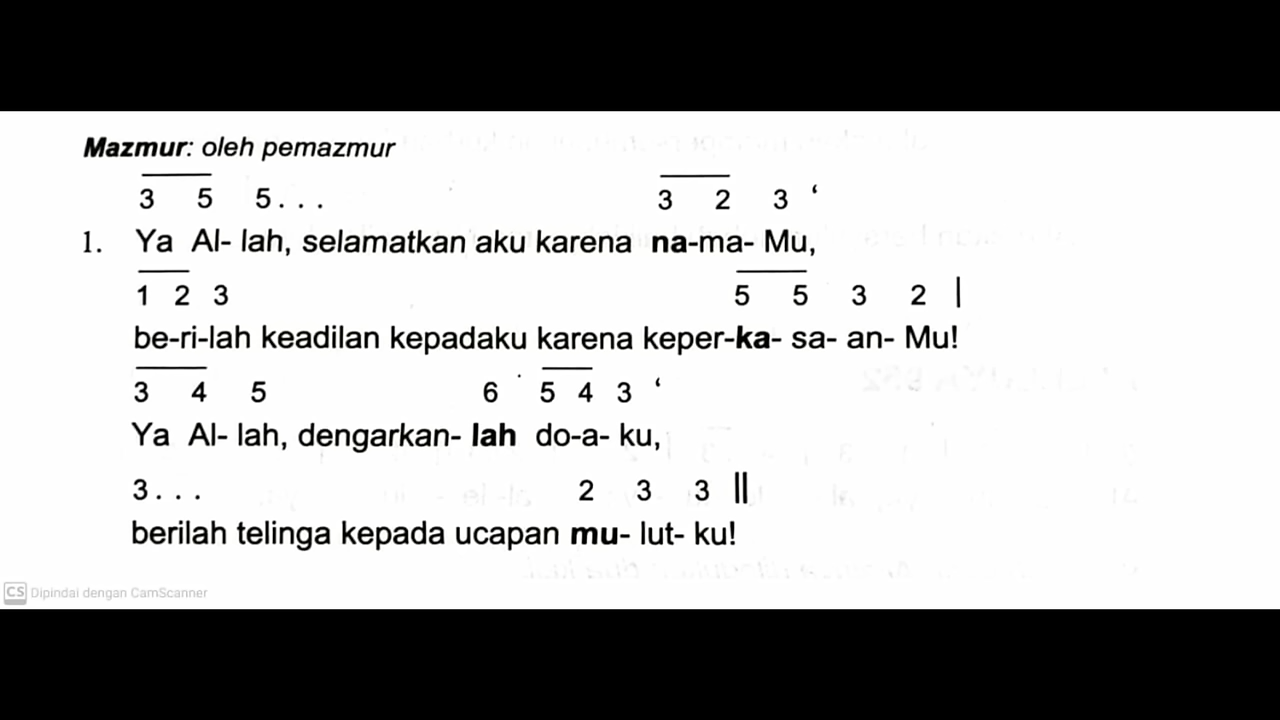 Mazmur: oleh pemazmur
3 5 5... 3 2 3 ‘
1. Ya Al- lah, selamatkan aku karena na-ma- Mu,
1 2 3 5 5 3 2 |
be-ri-lah keadilan kepadaku karena keper-ka- sa- an- Mu!
3 4 5 6 5 4 3 ‘
Ya Al- lah, dengarkan- lah do-a- ku,
3... 2 3 3 ||
berilah telinga kepada ucapan mu- lut- ku!
CS Dipindai dengan CamScanner